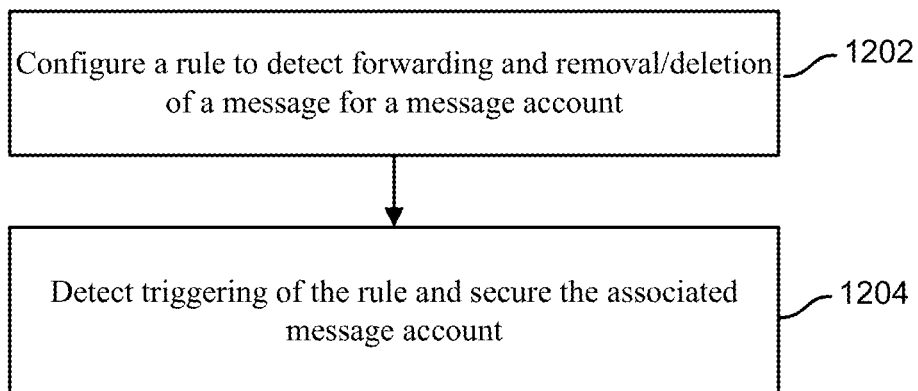 Configure a rule to detect forwarding and removal/deletion
of a message for a message account
1202
Detect triggering of the rule and secure the associated
message account
1204